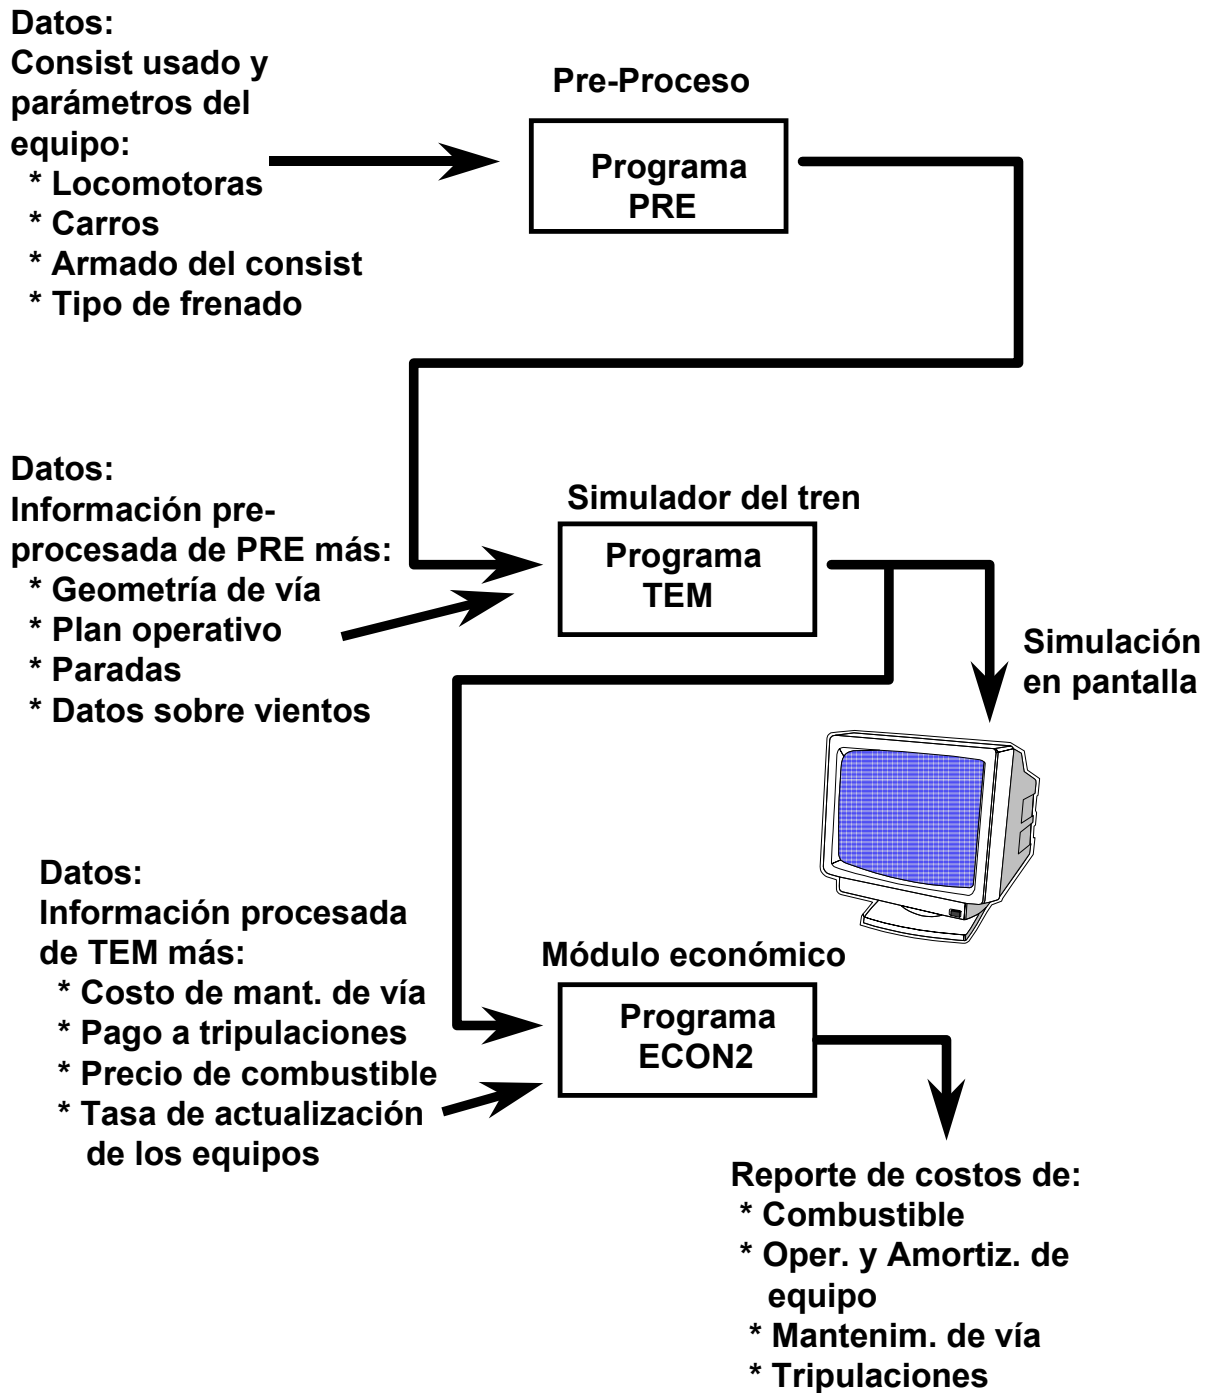 Datos:
Consist usado y
parámetros del
equipo:
* Locomotoras
* Carros
* Armado del consist
* Tipo de frenado
Pre-Proceso
Programa
PRE
Datos:
Información pre-
procesada de PRE más:
* Geometría de vía
* Plan operativo
* Paradas
* Datos sobre vientos
Simulador del tren
Programa
TEM
Simulación
en pantalla
Datos:
Información procesada
de TEM más:
* Costo de mant. de vía
* Pago a tripulaciones
* Precio de combustible
* Tasa de actualización
de los equipos
Módulo económico
Programa
ECON2
Reporte de costos de:
* Combustible
* Oper. y Amortiz. de
equipo
* Mantenim. de vía
* Tripulaciones